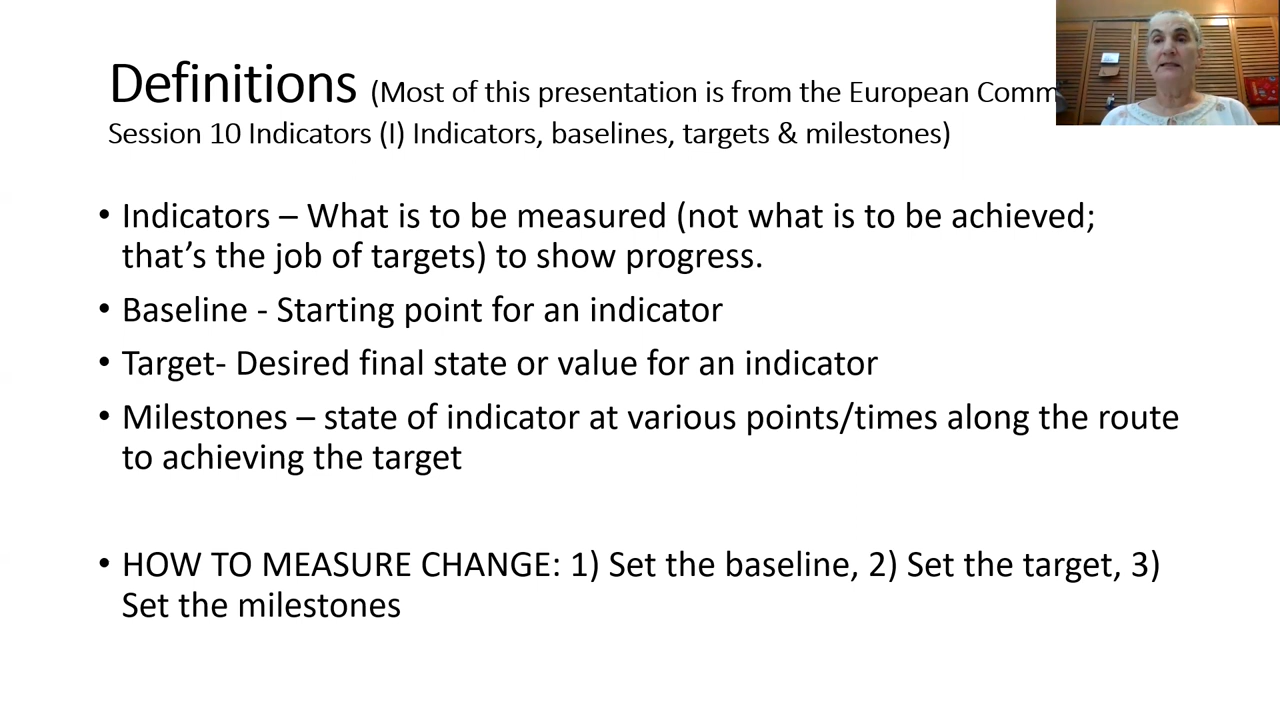 Definitions (Most of this presentation is from the European Comm
Session 10 Indicators (I) Indicators, baselines, targets & milestones)
• Indicators – What is to be measured (not what is to be achieved;
that’s the job of targets) to show progress.
• Baseline - Starting point for an indicator
• Target- Desired final state or value for an indicator
• Milestones – state of indicator at various points/times along the route
to achieving the target
• HOW TO MEASURE CHANGE: 1) Set the baseline, 2) Set the target, 3)
Set the milestones